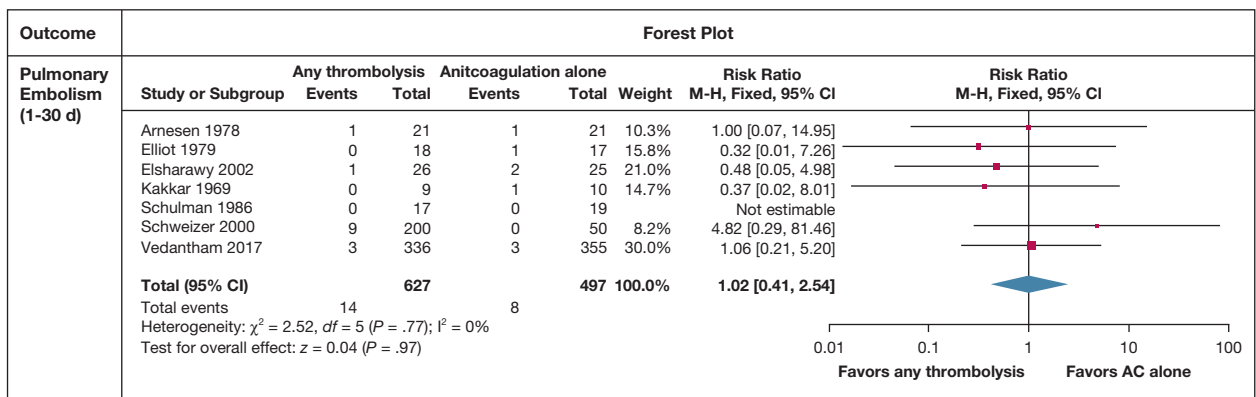 Outcome
Forest Plot
Pulmonary
Embolism
(1-30 d)
Any thrombolysis Anitcoagulation alone Risk Ratio Risk Ratio
Study or Subgroup Events Total Events Total Weight M-H, Fixed, 95% CI M-H, Fixed, 95% CI
Arnesen 1978 1 21 1 21 10.3% 1.00 [0.07, 14.95]
Elliot 1979 0 18 1 17 15.8% 0.32 [0.01, 7.26]
Elsharawy 2002 1 26 2 25 21.0% 0.48 [0.05, 4.98]
Kakkar 1969 0 9 1 10 14.7% 0.37 [0.02, 8.01]
Schulman 1986 0 17 0 19 Not estimable
Schweizer 2000 9 200 0 50 8.2% 4.82 [0.29, 81.46]
Vedantham 2017 3 336 3 355 30.0% 1.06 [0.21, 5.20]
Total (95% CI) 627 497 100.0% 1.02 [0.41, 2.54]
Total events 14 8
Heterogeneity: χ² = 2.52, df = 5 (P = .77); I² = 0%
Test for overall effect: z = 0.04 (P = .97)
0.01 0.1 1 10 100
Favors any thrombolysis Favors AC alone